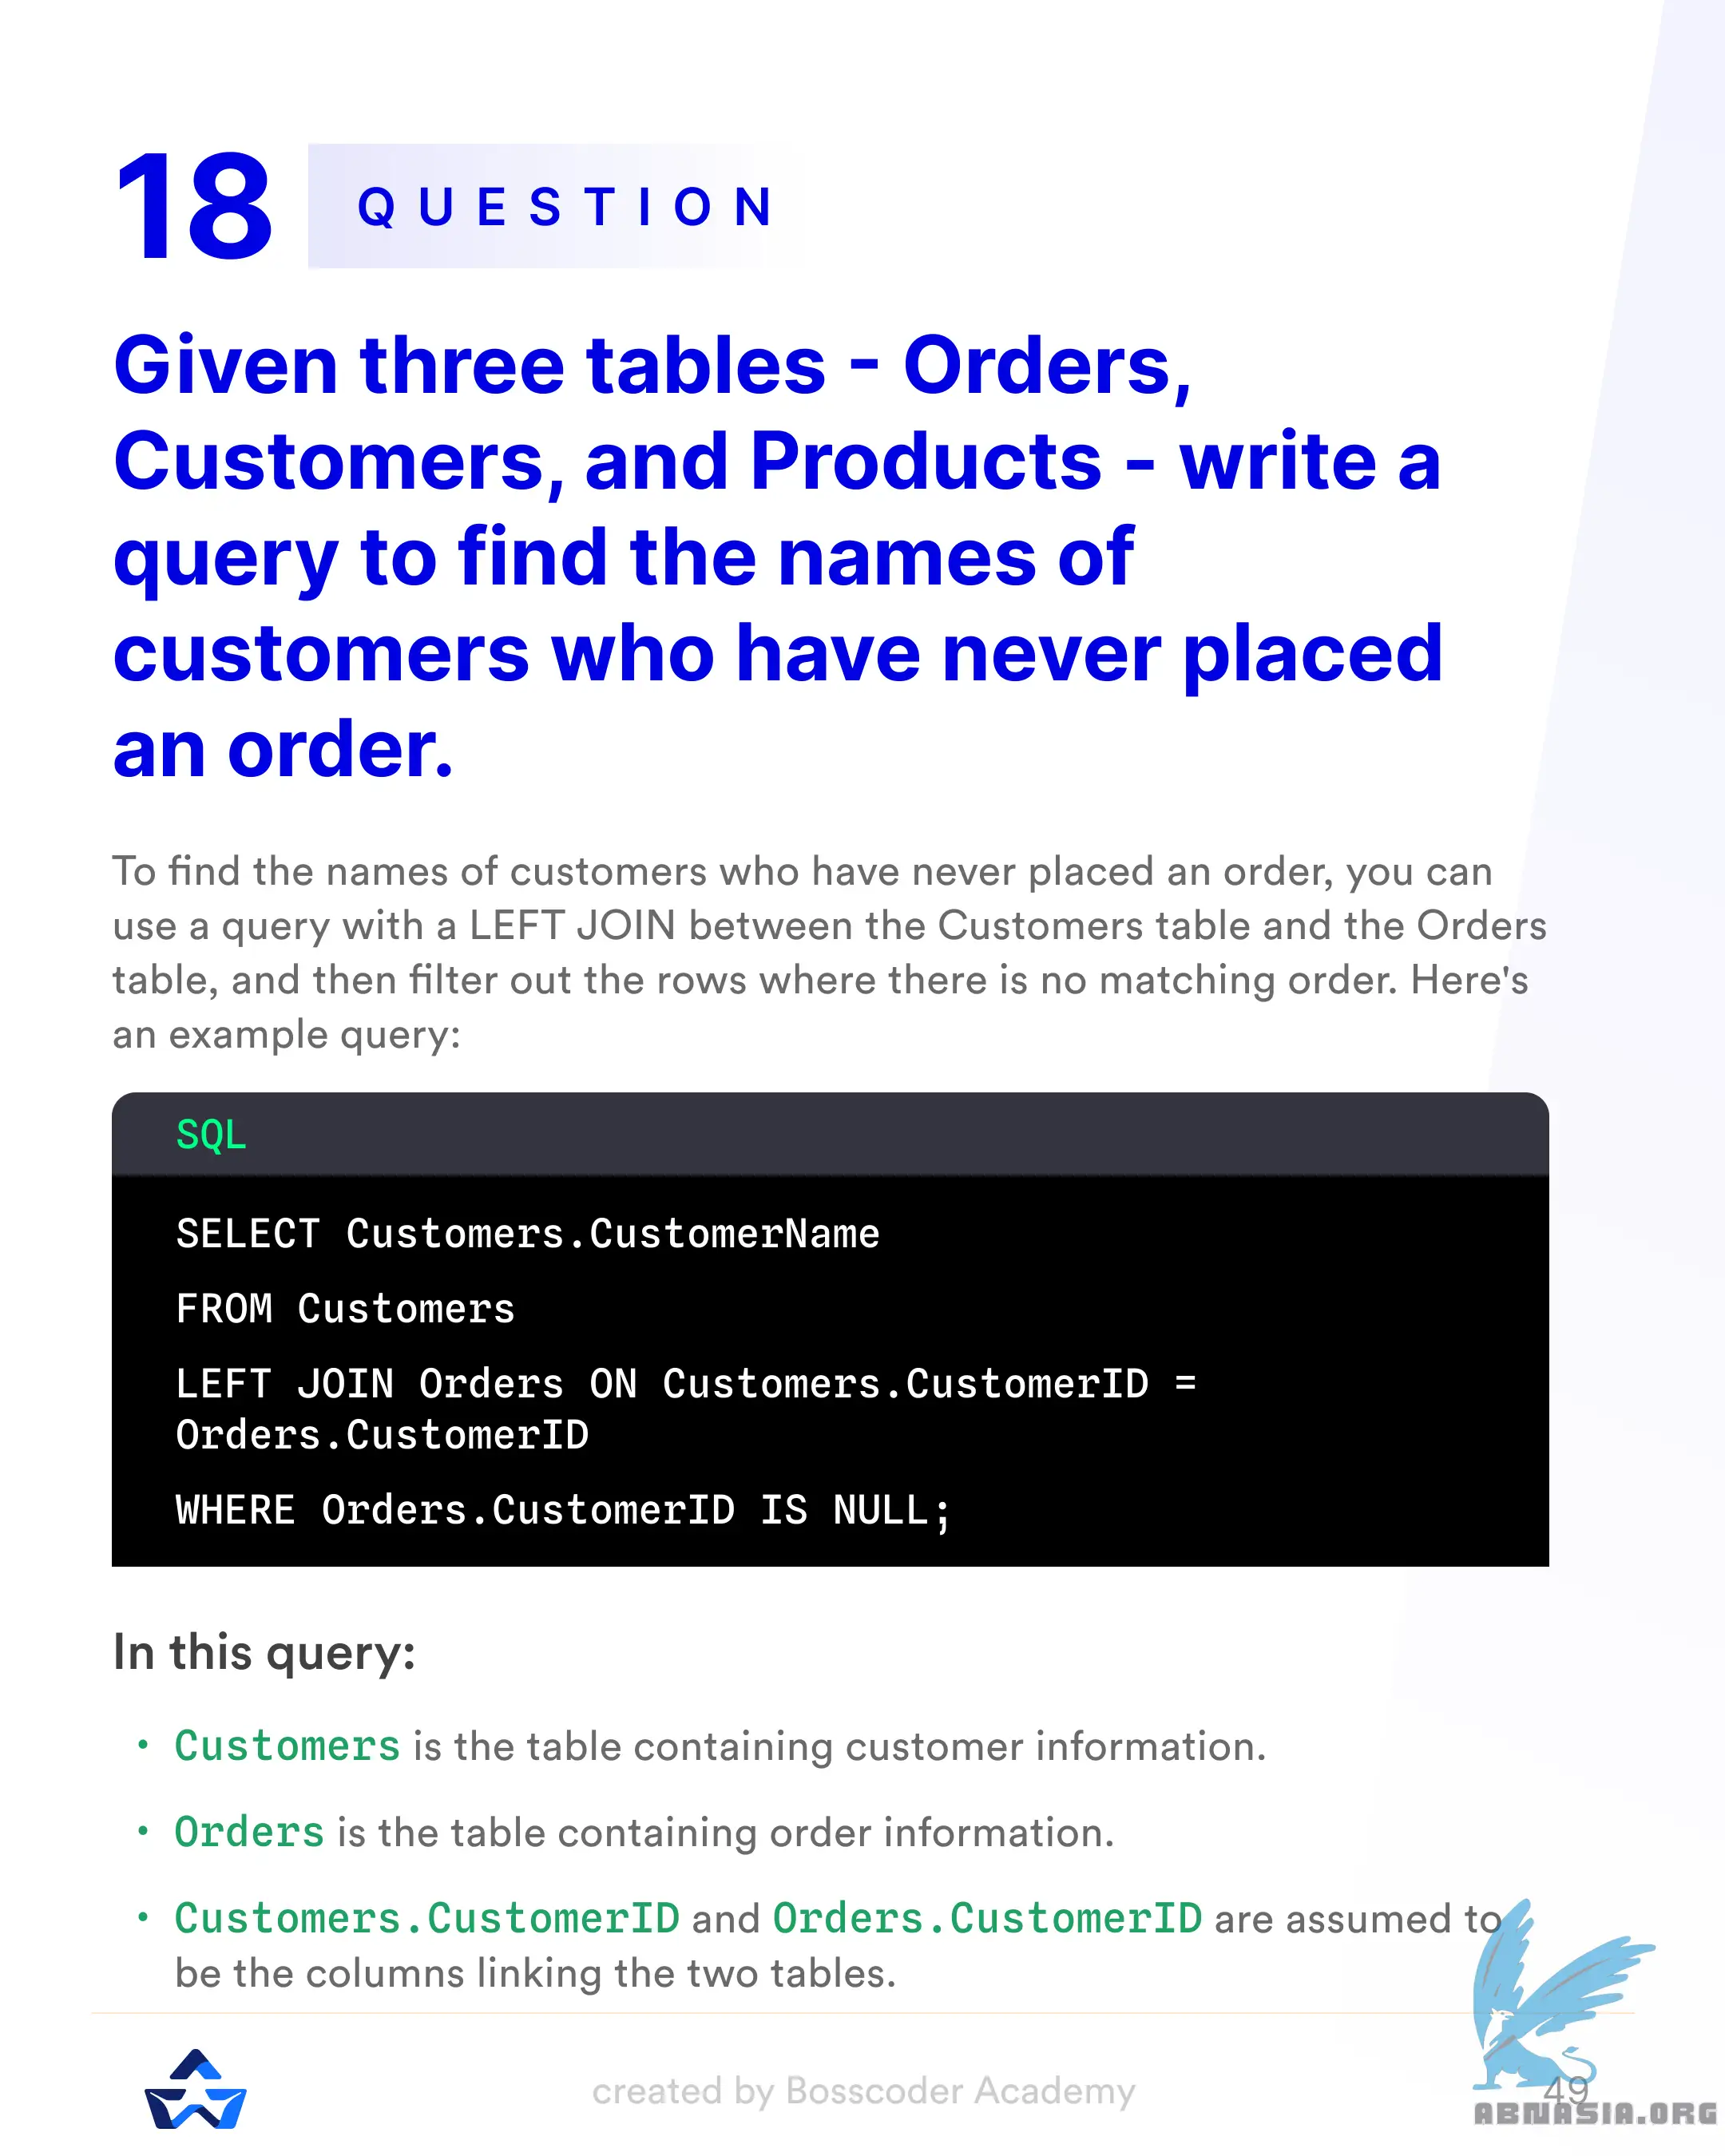 18 QUESTION
Given three tables - Orders,
Customers, and Products - write a
query to find the names of
customers who have never placed
an order.
To find the names of customers who have never placed an order, you can
use a query with a LEFT JOIN between the Customers table and the Orders
table, and then filter out the rows where there is no matching order. Here's
an example query:
SQL
SELECT Customers.CustomerName
FROM Customers
LEFT JOIN Orders ON Customers.CustomerID =
Orders.CustomerID
WHERE Orders.CustomerID IS NULL;
In this query:
• Customers is the table containing customer information.
• Orders is the table containing order information.
• Customers.CustomerID and Orders.CustomerID are assumed to
be the columns linking the two tables.
created by Bosscoder Academy
49
ABNASIA.ORG